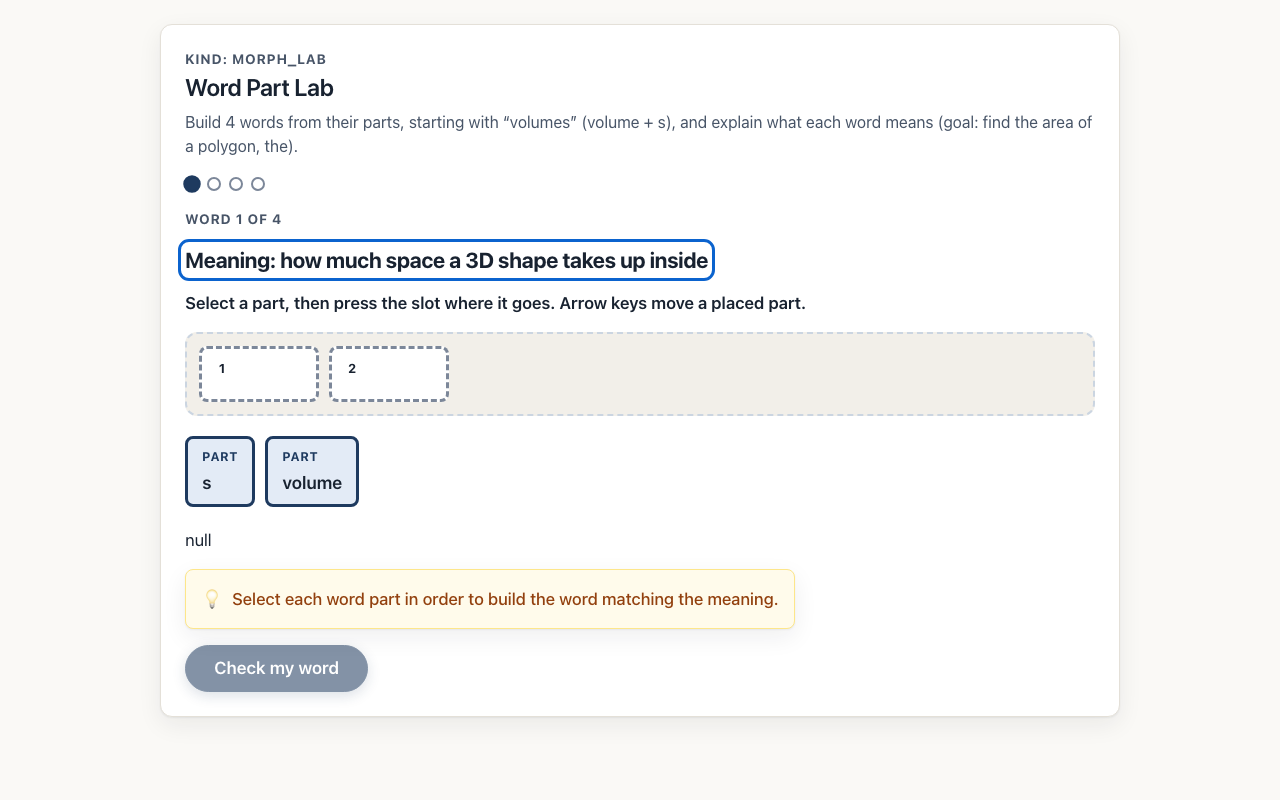 KIND: MORPH_LAB
Word Part Lab
Build 4 words from their parts, starting with “volumes” (volume + s), and explain what each word means (goal: find the area of
a polygon, the).
WORD 1 OF 4
Meaning: how much space a 3D shape takes up inside
Select a part, then press the slot where it goes. Arrow keys move a placed part.
1 2
PART PART
s volume
null
💡 Select each word part in order to build the word matching the meaning.
Check my word